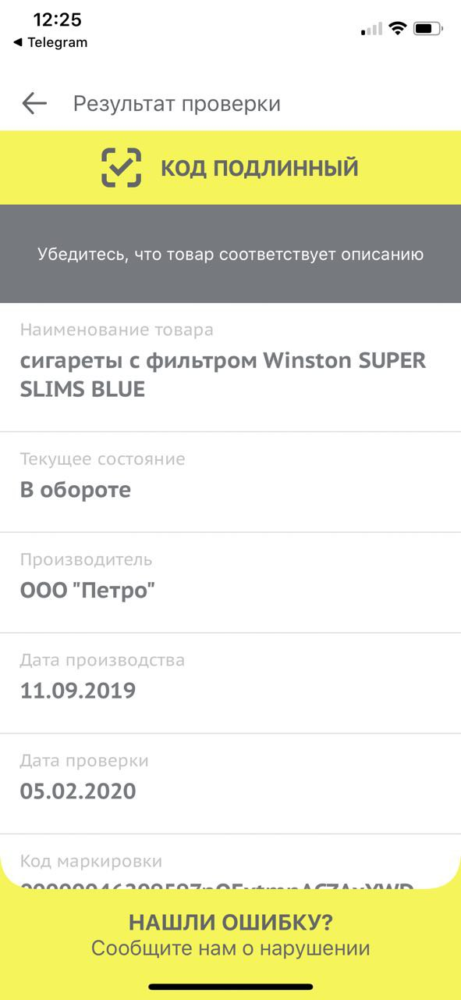 12:25
Telegram
Результат проверки
КОД ПОДЛИННЫЙ
Убедитесь, что товар соответствует описанию
Наименование товара
сигареты с фильтром Winston SUPER
SLIMS BLUE
Текущее состояние
В обороте
Производитель
ООО "Петро"
Дата производства
11.09.2019
Дата проверки
05.02.2020
Код маркировки
НАШЛИ ОШИБКУ?
Сообщите нам о нарушении